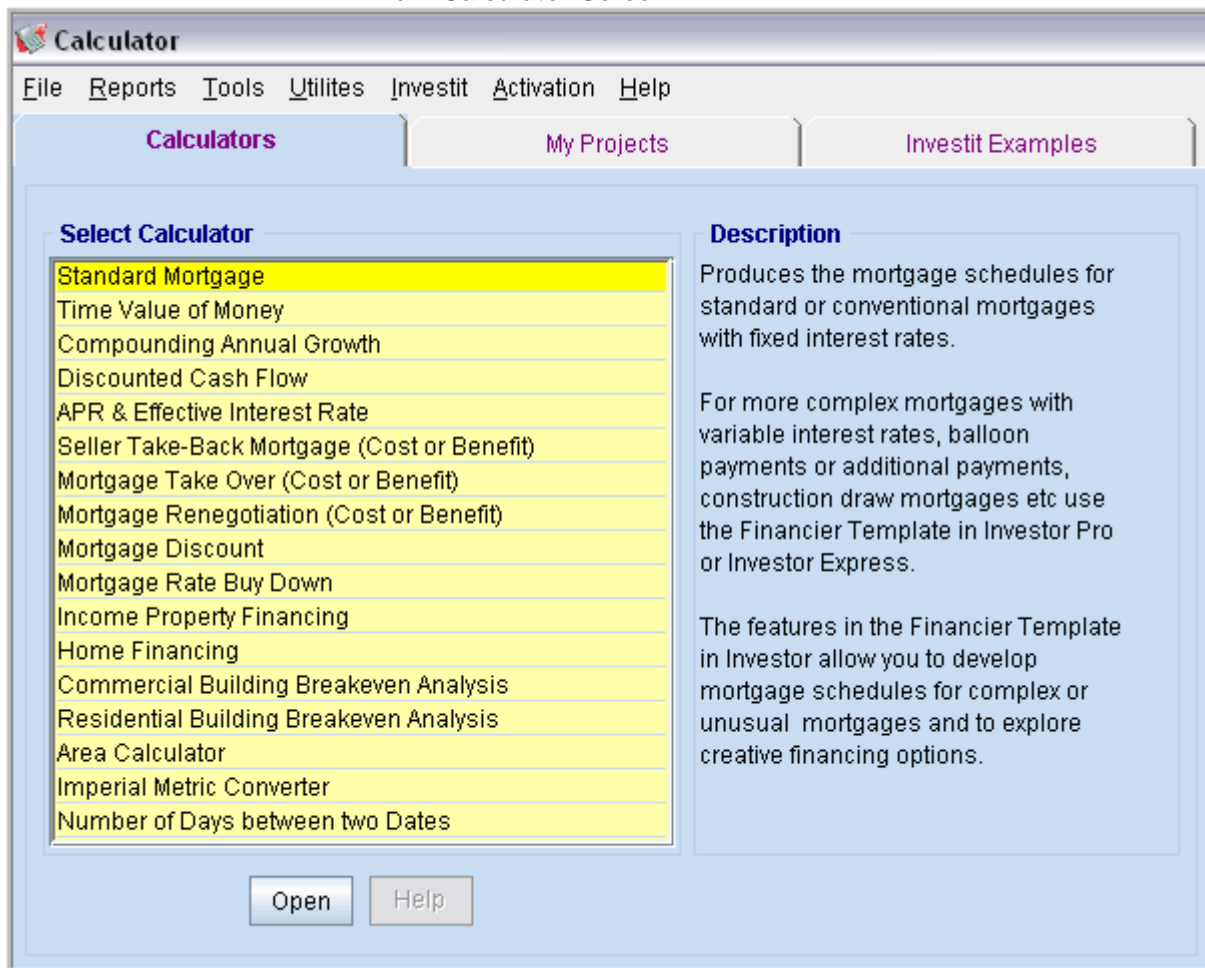 Calculator
File Reports Tools Utilites Investit Activation Help
Calculators My Projects Investit Examples
Select Calculator
Standard Mortgage
Time Value of Money
Compounding Annual Growth
Discounted Cash Flow
APR & Effective Interest Rate
Seller Take-Back Mortgage (Cost or Benefit)
Mortgage Take Over (Cost or Benefit)
Mortgage Renegotiation (Cost or Benefit)
Mortgage Discount
Mortgage Rate Buy Down
Income Property Financing
Home Financing
Commercial Building Breakeven Analysis
Residential Building Breakeven Analysis
Area Calculator
Imperial Metric Converter
Number of Days between two Dates
Open Help
Description
Produces the mortgage schedules for
standard or conventional mortgages
with fixed interest rates.
For more complex mortgages with
variable interest rates, balloon
payments or additional payments,
construction draw mortgages etc use
the Financier Template in Investor Pro
or Investor Express.
The features in the Financier Template
in Investor allow you to develop
mortgage schedules for complex or
unusual mortgages and to explore
creative financing options.